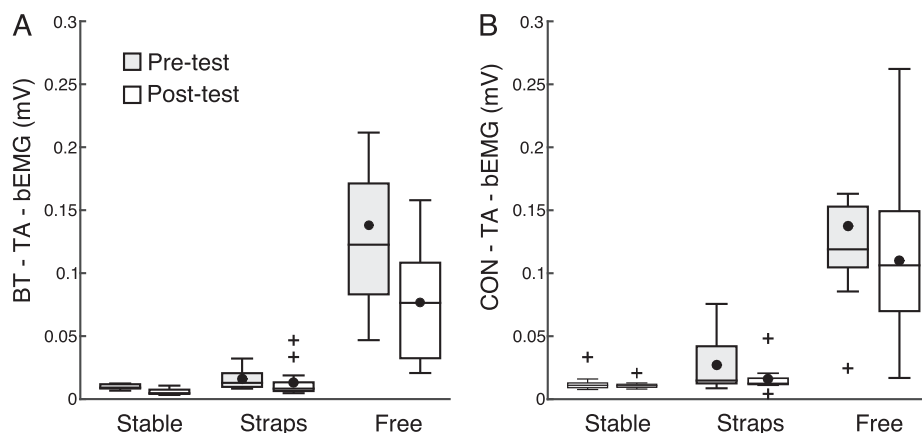 A
BT - TA - bEMG (mV)
0.3
0.25
0.2
0.15
0.1
0.05
0
Pre-test
Post-test
Stable
Straps
Free
B
CON - TA - bEMG (mV)
0.3
0.25
0.2
0.15
0.1
0.05
0
Stable
Straps
Free